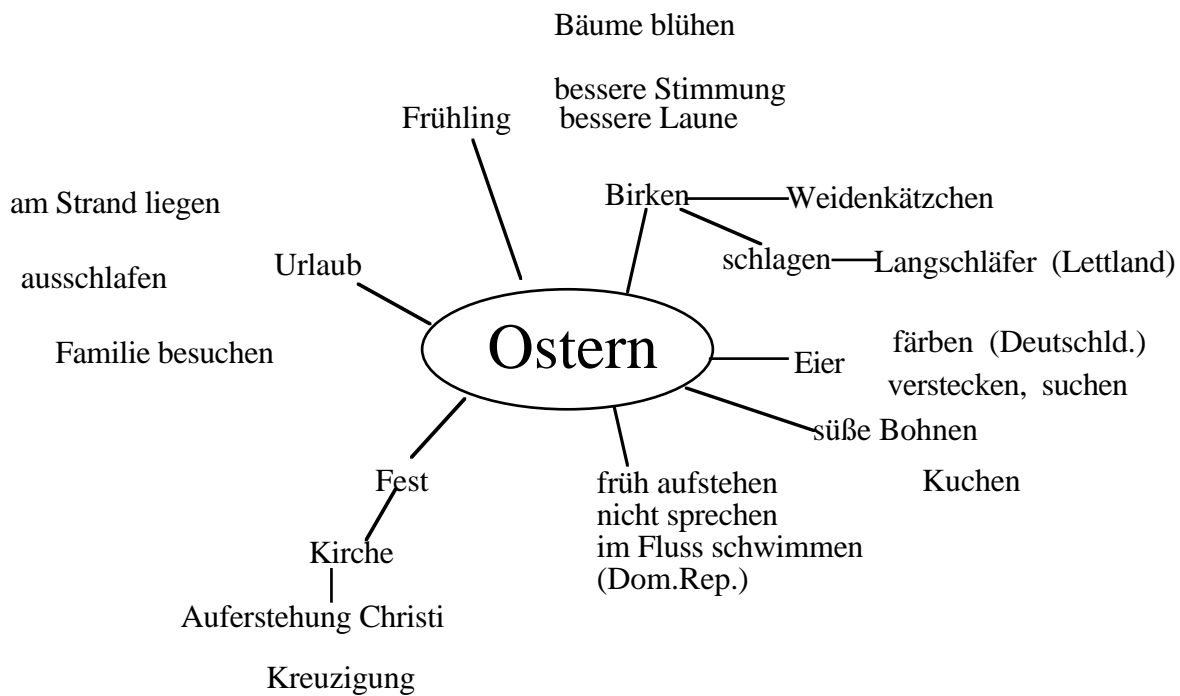 Bäume blühen
bessere Stimmung
Frühling bessere Laune
Birken Weidenkätzchen
am Strand liegen
schlagen Langschläfer (Lettland)
Urlaub
ausschlafen
Ostern
färben (Deutschld.)
Familie besuchen
Eier
verstecken, suchen
süße Bohnen
Fest
früh aufstehen
Kuchen
nicht sprechen
im Fluss schwimmen
(Dom.Rep.)
Kirche
Auferstehung Christi
Kreuzigung